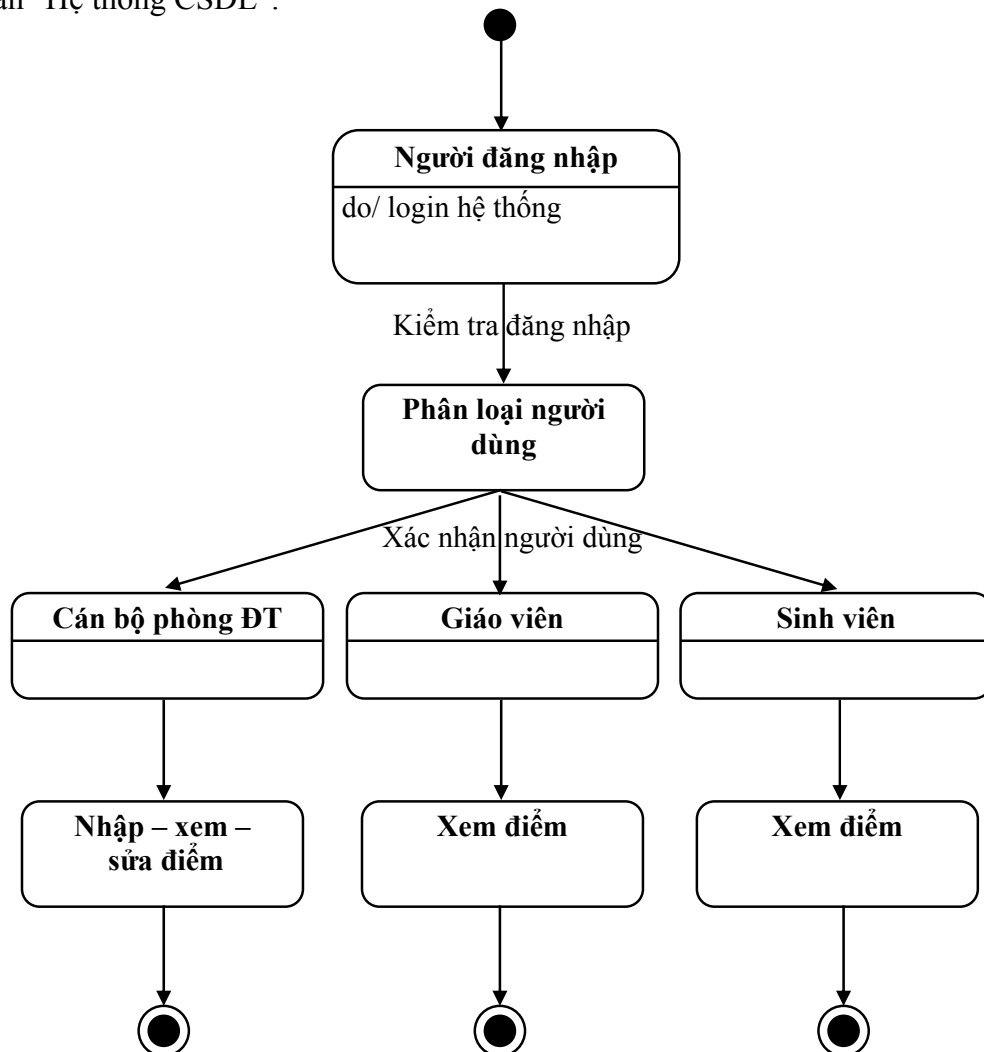 "Hệ thống CSDL".
Người đăng nhập
do/ login hệ thống
Kiểm tra đăng nhập
Phân loại người
dùng
Xác nhận người dùng
Cán bộ phòng ĐT
Giáo viên
Sinh viên
Nhập – xem –
sửa điểm
Xem điểm
Xem điểm